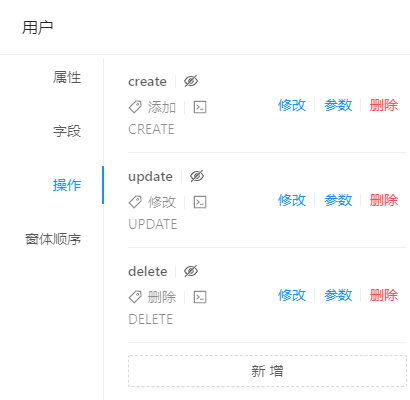 用户
属性
字段
操作
窗体顺序
create
添加
CREATE
修改 参数 删除
update
修改
UPDATE
修改 参数 删除
delete
删除
DELETE
修改 参数 删除
新 增